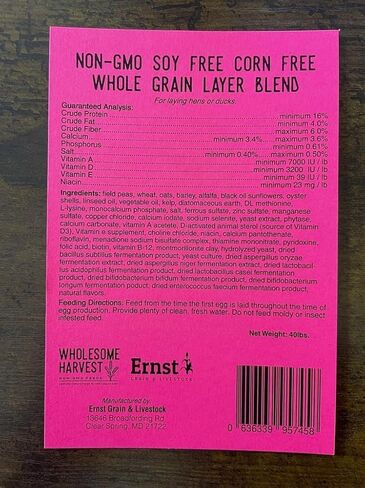 NON-GMO SOY FREE CORN FREE
WHOLE GRAIN LAYER BLEND
For laying hens or ducks.
Guaranteed Analysis:
Crude Protein minimum 16%
Crude Fat minimum 4.0%
Crude Fiber maximum 6.0%
Calcium minimum 3.4% maximum 3.6%
Phosphorus minimum 0.61%
Salt minimum 0.40% maximum 0.50%
Vitamin A minimum 7000 IU / lb
Vitamin D minimum 3200 IU / lb
Vitamin E minimum 39 IU / lb
Niacin minimum 23 mg / lb
Ingredients: field peas, wheat, oats, barley, alfalfa, black oil sunflowers, oyster
shells, linseed oil, vegetable oil, kelp, diatomaceous earth, DL methionine,
L-lysine, monocalcium phosphate, salt, ferrous sulfate, zinc sulfate, manganese
sulfate, copper chloride, calcium iodate, sodium selenite, yeast extract, phytase,
calcium carbonate, vitamin A acetete, D-activated animal sterol (source of Vitamin
D3), Vitamin E supplement, choline chloride, niacin, calcium pantothenate,
riboflavin, menadione sodium bisulfite complex, thiamine mononitrate, pyridoxine,
folic acid, biotin, vitamin B-12, montmorillonite clay, hydrolyzed yeast, dried
bacillus subtillus fermentation product, yeast culture, dried aspergillus oryzae
fermentation extract, dried aspergillus niger fermentation extract, dried lactobacil-
lus acidophilus fermentation product, dried lactobacillus casei fermentation
product, dried bifidobacterium bifidum fermentation product, dried bifidobacterium
longum fermentation product, dried enterococcus faecium fermentation product,
natural flavors.
Feeding Directions: Feed from the time the first egg is laid throughout the time of
egg production. Provide plenty of clean, fresh water. Do not feed moldy or insect
infested feed.
Net Weight: 40lbs.
WHOLESOME
HARVEST
NON-GMO FEEDS
Ernst
GRAIN & LIVESTOCK
Manufactured by:
Ernst Grain & Livestock
13646 Broadfording Rd
Clear Spring, MD 21722
0 636339 957458